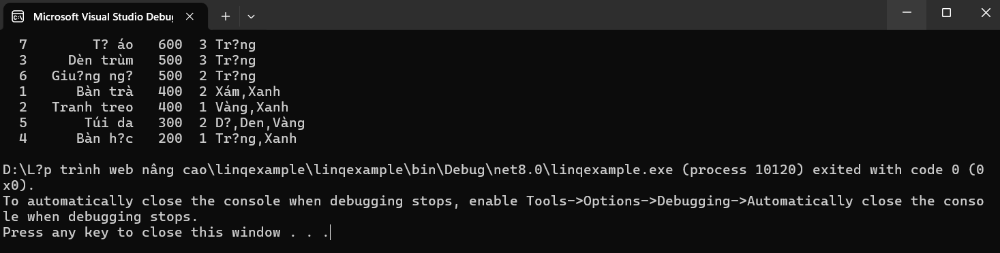 Microsoft Visual Studio Debu
7 T? áo 600 3 Tr?ng
3 Dèn trùm 500 3 Tr?ng
6 Giu?ng ng? 500 2 Tr?ng
1 Bàn trà 400 2 Xám,Xanh
2 Tranh treo 400 1 Vàng,Xanh
5 Túi da 300 2 D?,Den,Vàng
4 Bàn h?c 200 1 Tr?ng,Xanh
D:\L?p trình web nâng cao\linqexample\linqexample\bin\Debug\net8.0\linqexample.exe (process 10120) exited with code 0 (0
x0).
To automatically close the console when debugging stops, enable Tools->Options->Debugging->Automatically close the conso
le when debugging stops.
Press any key to close this window . . .